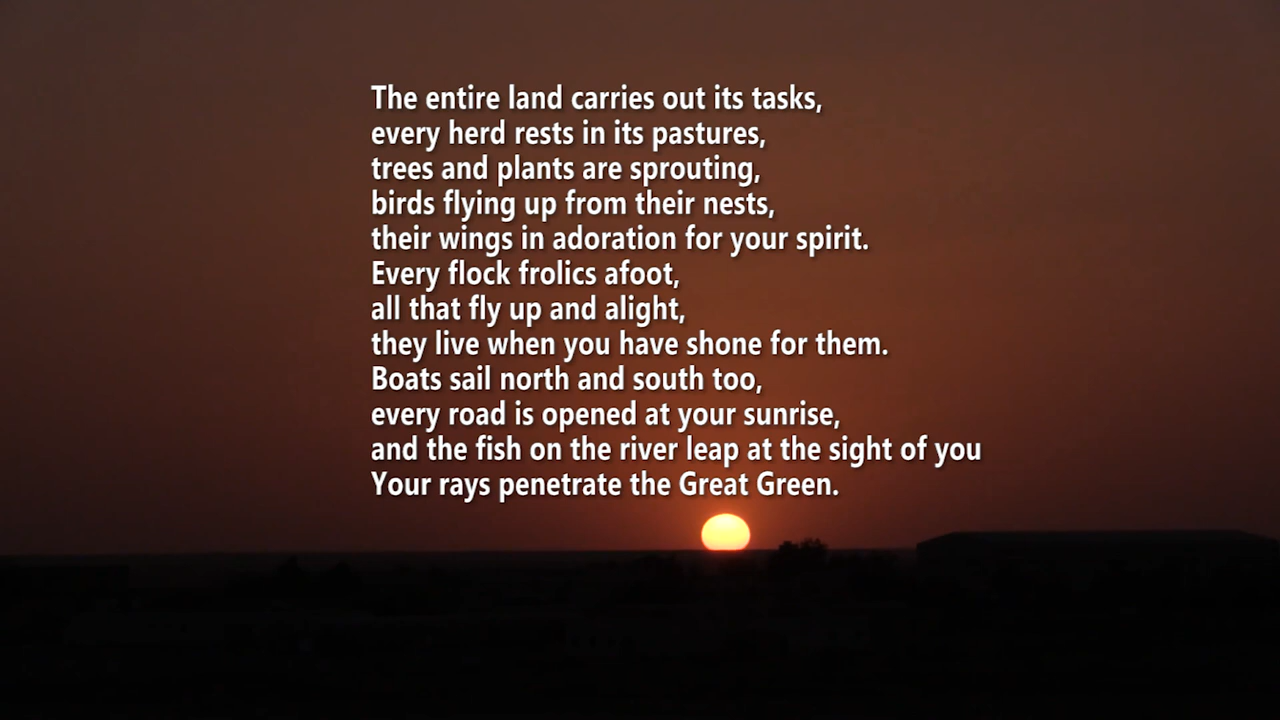 The entire land carries out its tasks,
every herd rests in its pastures,
trees and plants are sprouting,
birds flying up from their nests,
their wings in adoration for your spirit.
Every flock frolics afoot,
all that fly up and alight,
they live when you have shone for them.
Boats sail north and south too,
every road is opened at your sunrise,
and the fish on the river leap at the sight of you
Your rays penetrate the Great Green.